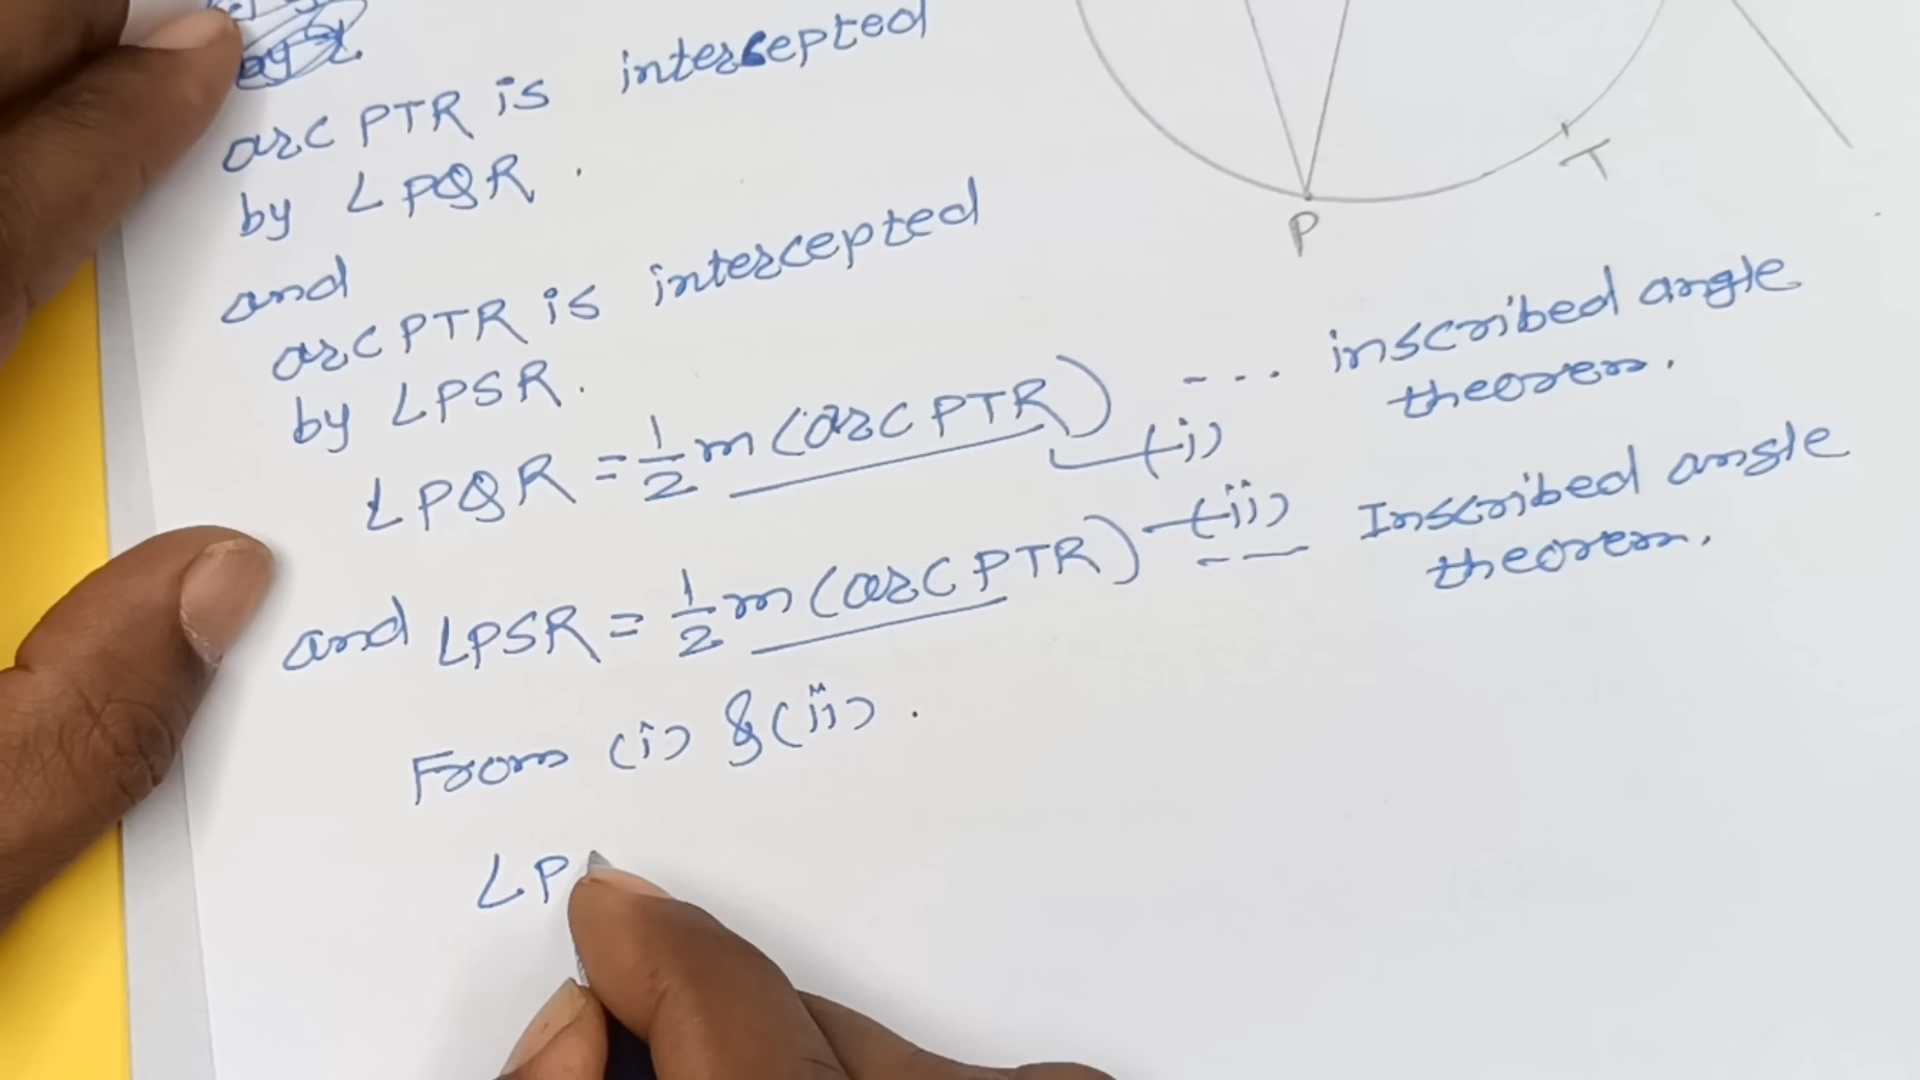 arc PTR is intercepted
by ∠PQR.
and
arc PTR is intercepted
by ∠PSR.
∠PQR = 1/2 m(arc PTR) --- inscribed angle
theorem.
(i)
and ∠PSR = 1/2 m(arc PTR) (ii) --- Inscribed angle
theorem.
From (i) & (ii).
∠P
P
T